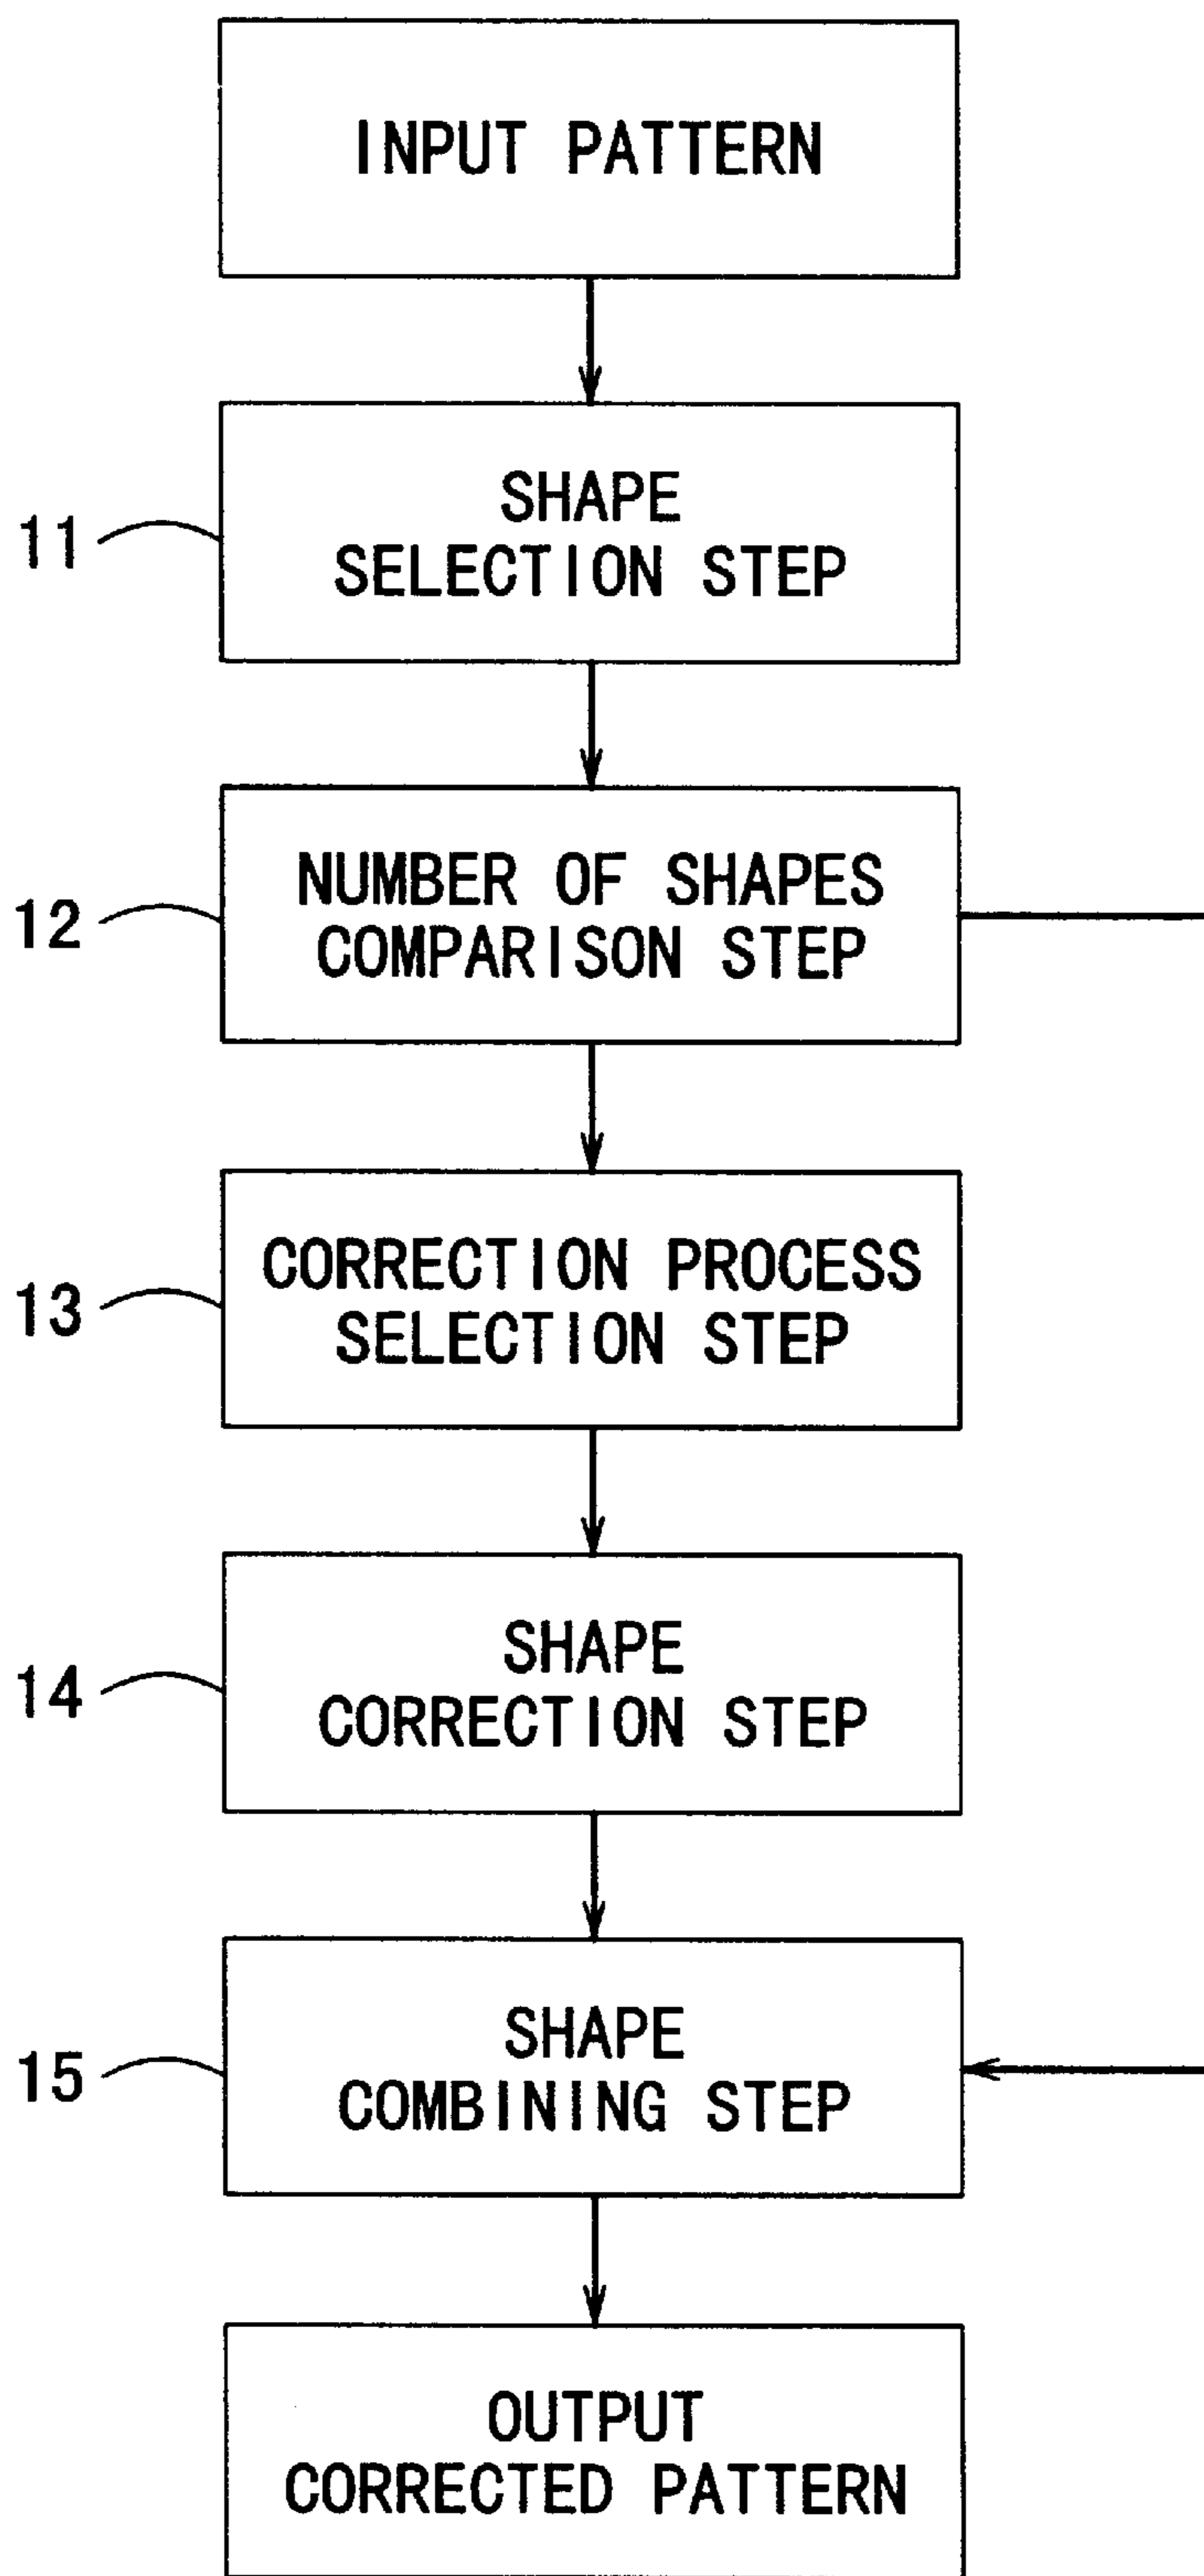 INPUT PATTERN
11
SHAPE
SELECTION STEP
12
NUMBER OF SHAPES
COMPARISON STEP
13
CORRECTION PROCESS
SELECTION STEP
14
SHAPE
CORRECTION STEP
15
SHAPE
COMBINING STEP
OUTPUT
CORRECTED PATTERN